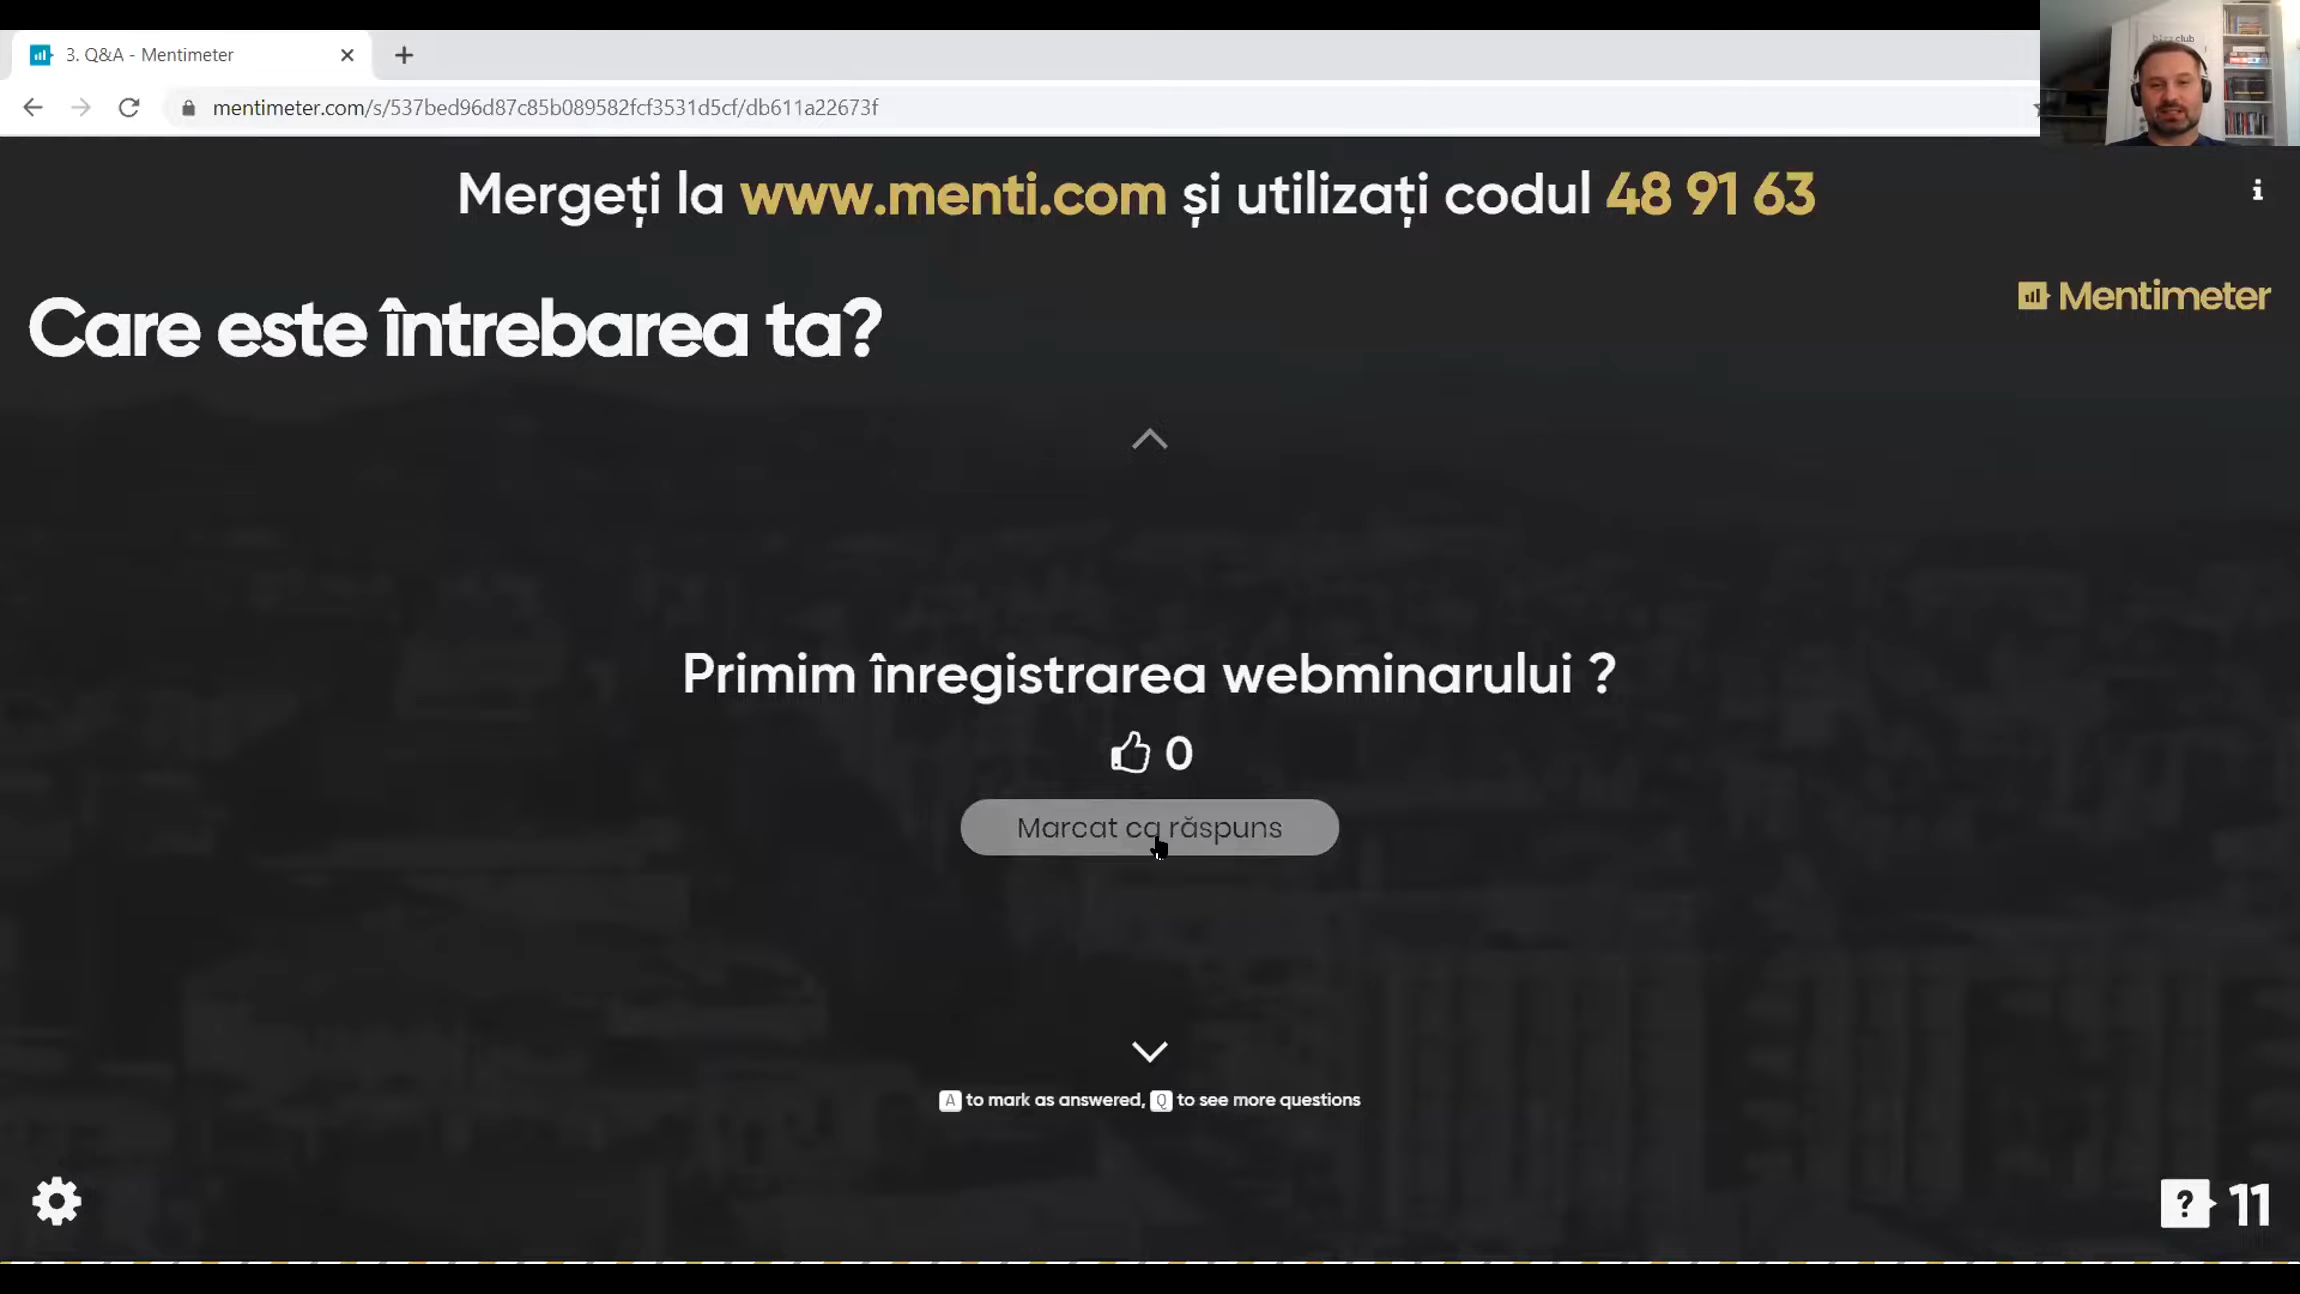 3. Q&A - Mentimeter
mentimeter.com/s/537bed96d87c85b089582fcf3531d5cf/db611a22673f
club
Mergeți la www.menti.com și utilizați codul 48 91 63
Mentimeter
Care este întrebarea ta?
Primim înregistrarea webminarului ?
0
Marcat ca răspuns
A to mark as answered, Q to see more questions
? 11